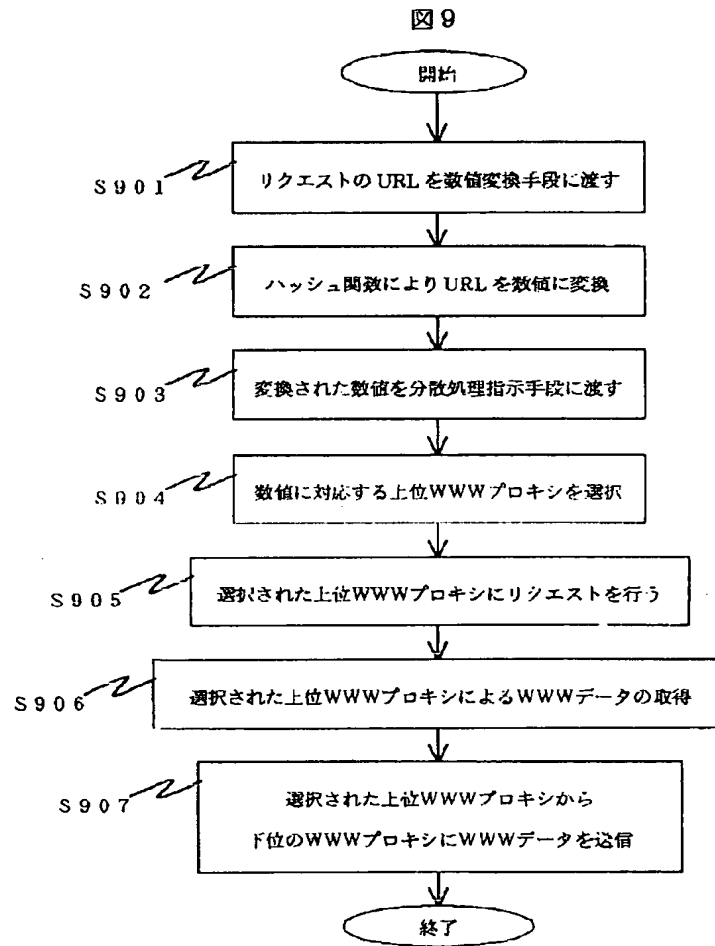 図9
開始
S901
リクエストのURLを数値変換手段に渡す
S902
ハッシュ関数によりURLを数値に変換
S903
変換された数値を分散処理指示手段に渡す
S904
数値に対応する上位WWWプロキシを選択
S905
選択された上位WWWプロキシにリクエストを行う
S906
選択された上位WWWプロキシによるWWWデータの取得
S907
選択された上位WWWプロキシから
下位のWWWプロキシにWWWデータを送信
終了